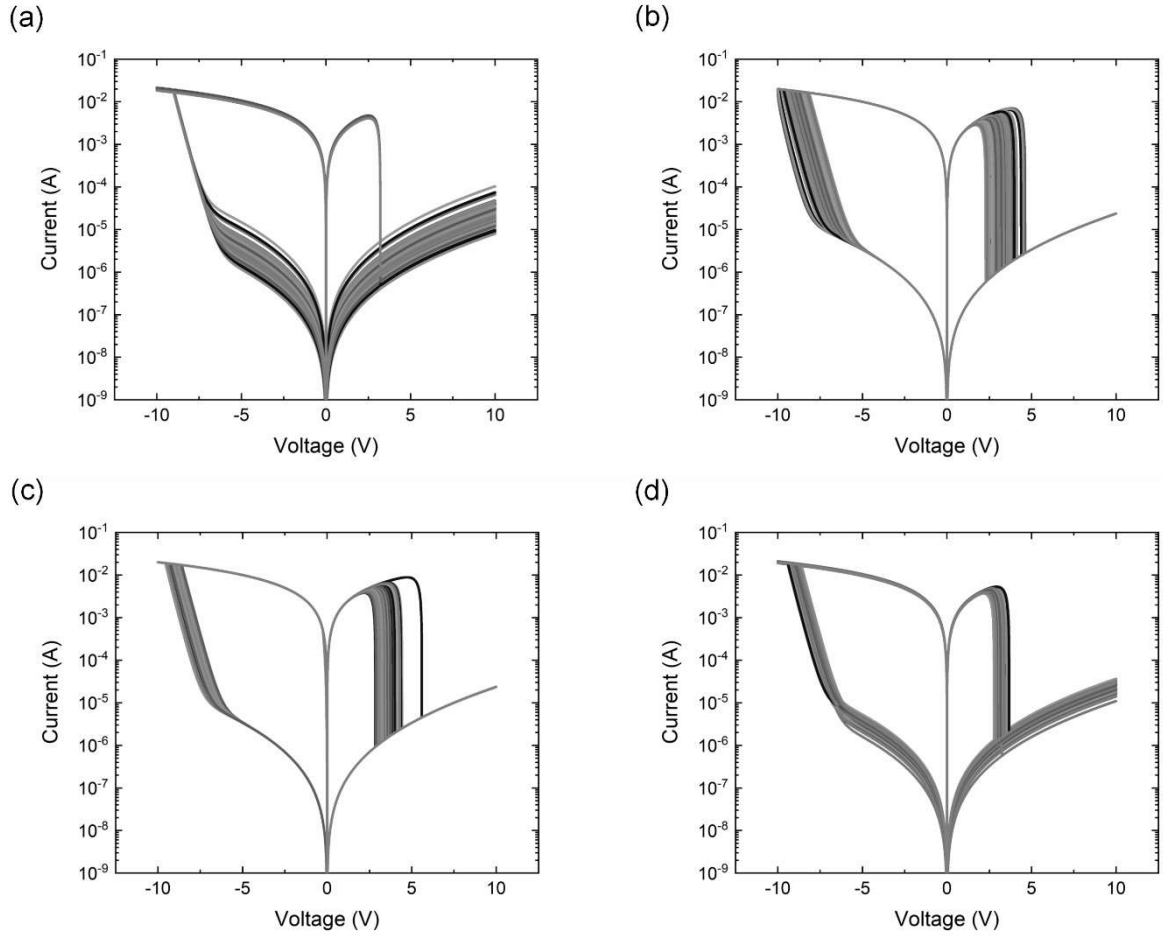 (a)
(b)
10⁻¹
10⁻²
10⁻³
10⁻⁴
10⁻⁵
10⁻⁶
10⁻⁷
10⁻⁸
10⁻⁹
Current (A)
-10 -5 0 5 10
Voltage (V)
10⁻¹
10⁻²
10⁻³
10⁻⁴
10⁻⁵
10⁻⁶
10⁻⁷
10⁻⁸
10⁻⁹
Current (A)
-10 -5 0 5 10
Voltage (V)
(c)
(d)
10⁻¹
10⁻²
10⁻³
10⁻⁴
10⁻⁵
10⁻⁶
10⁻⁷
10⁻⁸
10⁻⁹
Current (A)
-10 -5 0 5 10
Voltage (V)
10⁻¹
10⁻²
10⁻³
10⁻⁴
10⁻⁵
10⁻⁶
10⁻⁷
10⁻⁸
10⁻⁹
Current (A)
-10 -5 0 5 10
Voltage (V)